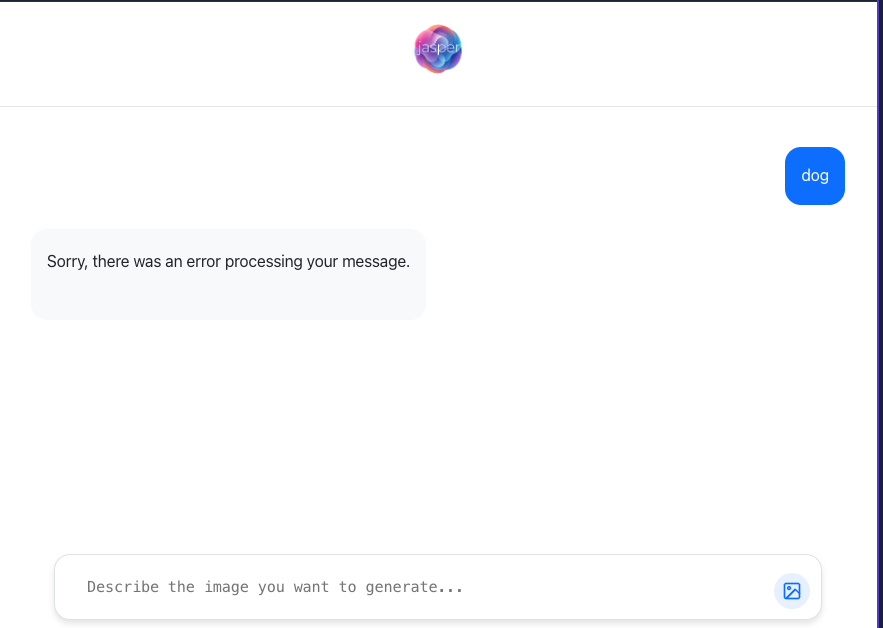 jasper
dog
Sorry, there was an error processing your message.
Describe the image you want to generate...